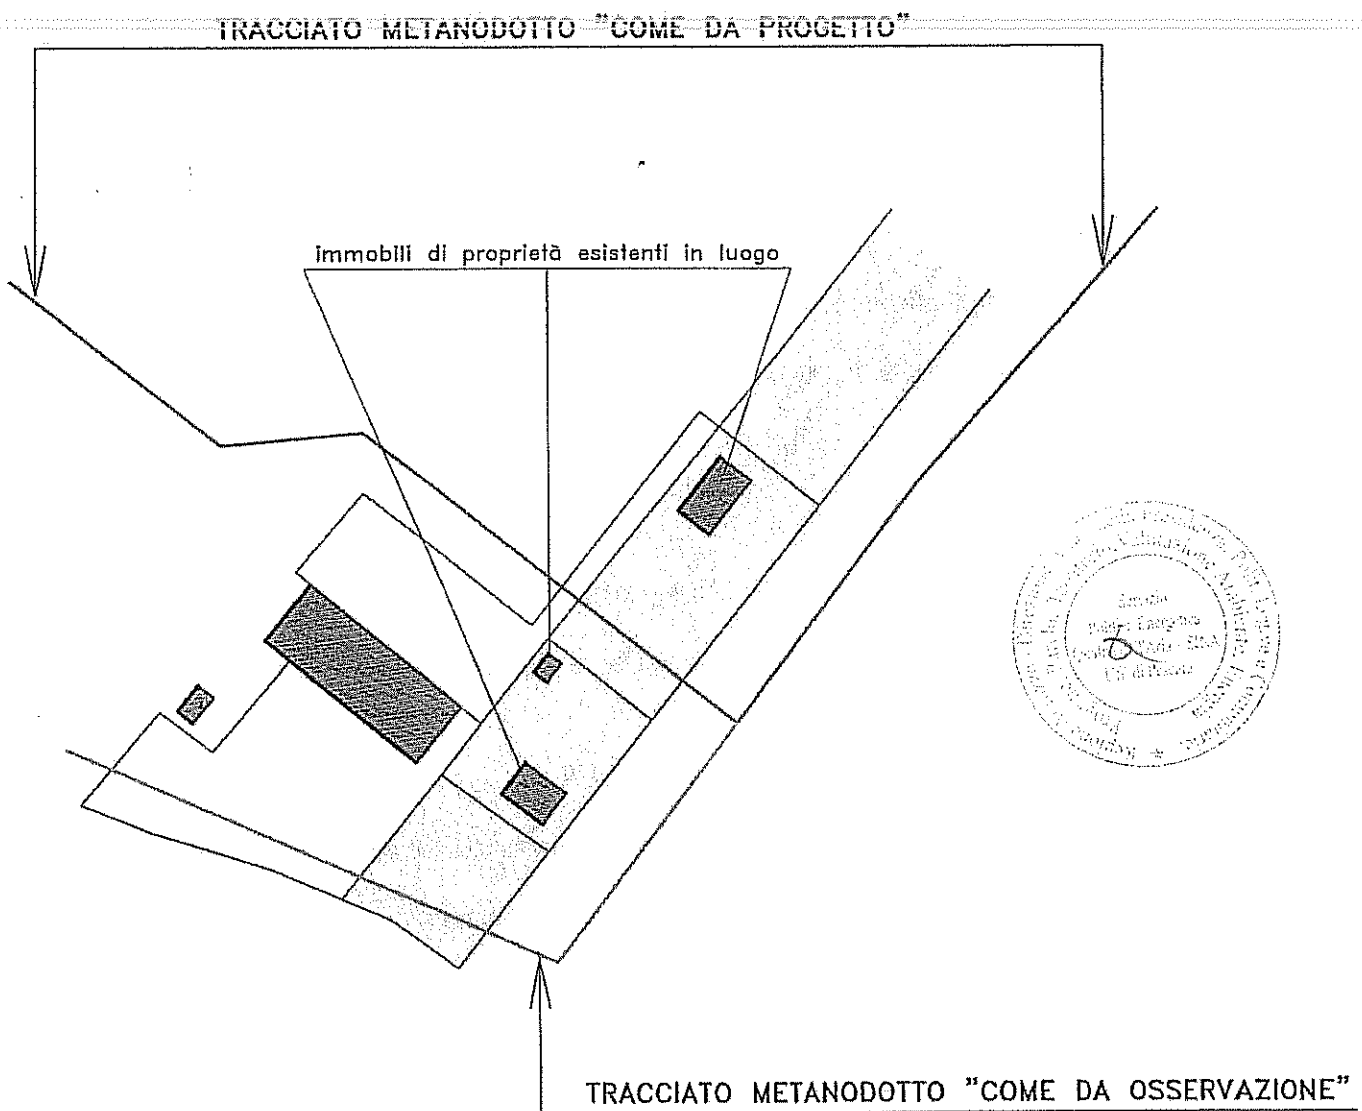 TRACCIATO METANODOTTO "COME DA PROGETTO"
immobili di proprietà esistenti in luogo
TRACCIATO METANODOTTO "COME DA OSSERVAZIONE"